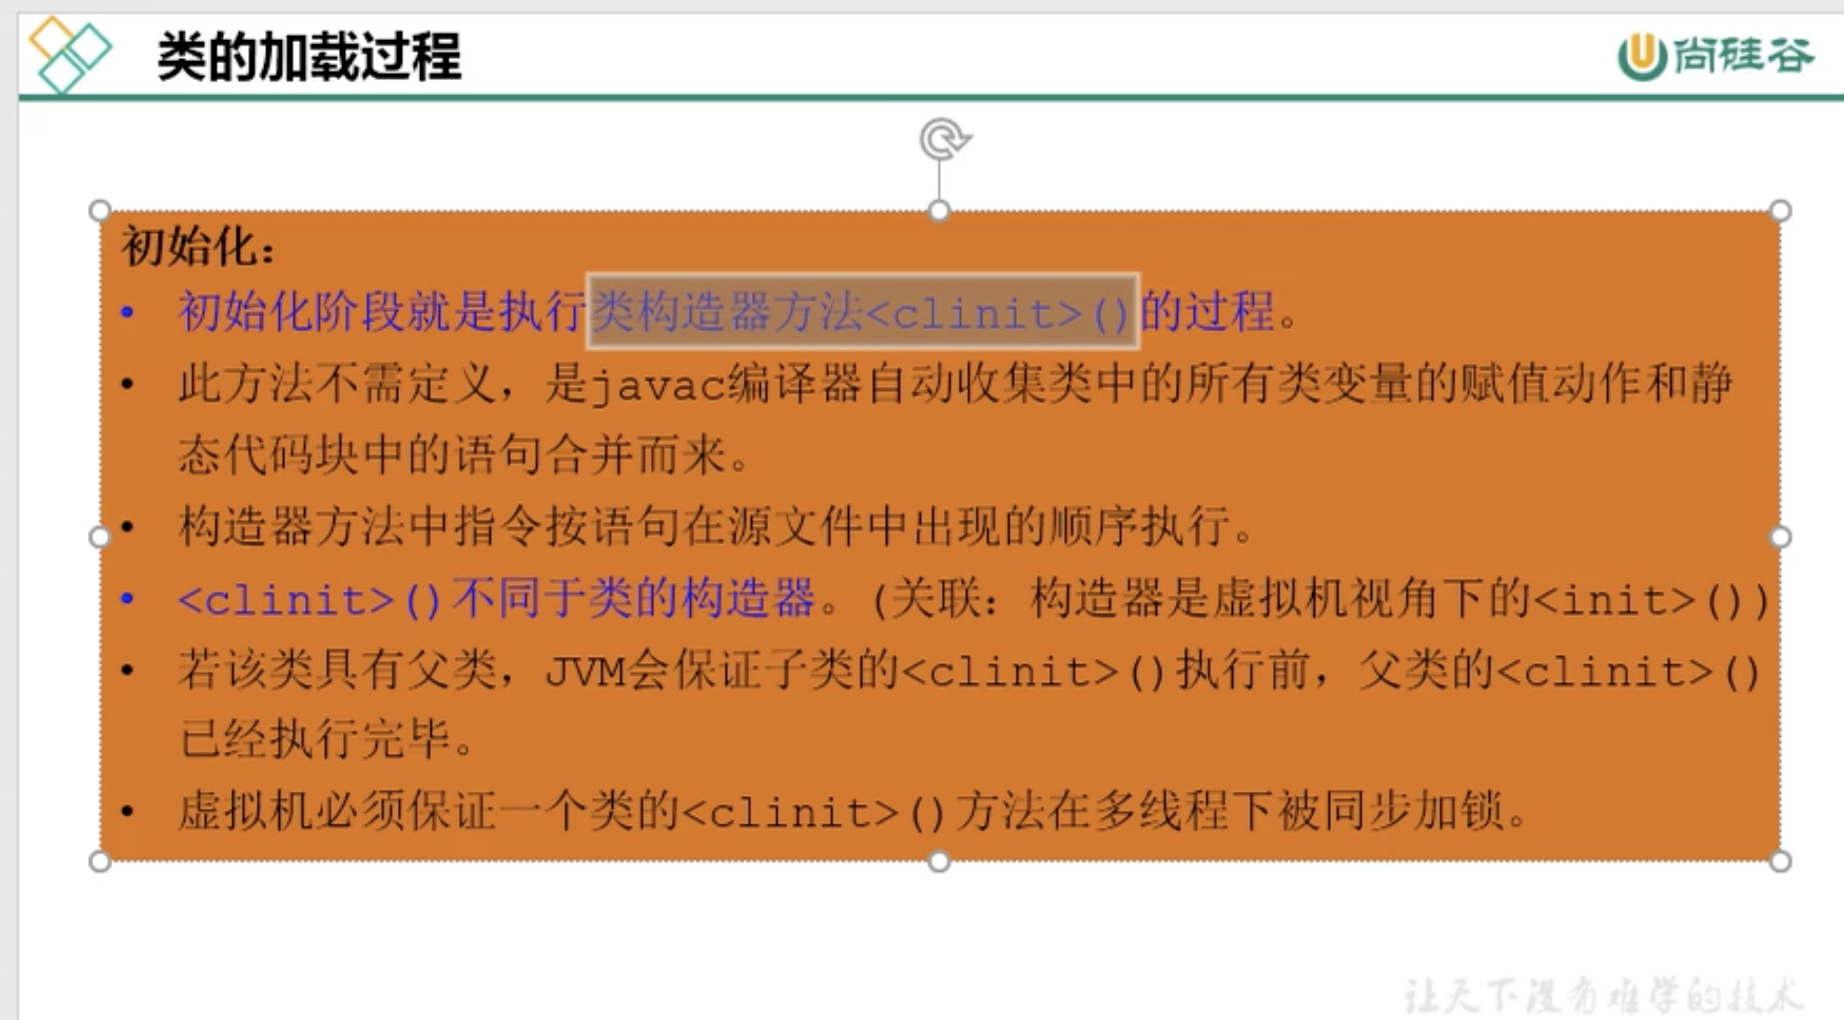 类的加载过程
尚硅谷
初始化：
• 初始化阶段就是执行类构造器方法<clinit>()的过程。
• 此方法不需定义，是javac编译器自动收集类中的所有类变量的赋值动作和静
态代码块中的语句合并而来。
• 构造器方法中指令按语句在源文件中出现的顺序执行。
• <clinit>()不同于类的构造器。(关联：构造器是虚拟机视角下的<init>())
• 若该类具有父类，JVM会保证子类的<clinit>()执行前，父类的<clinit>()
已经执行完毕。
• 虚拟机必须保证一个类的<clinit>()方法在多线程下被同步加锁。
让天下没有难学的技术